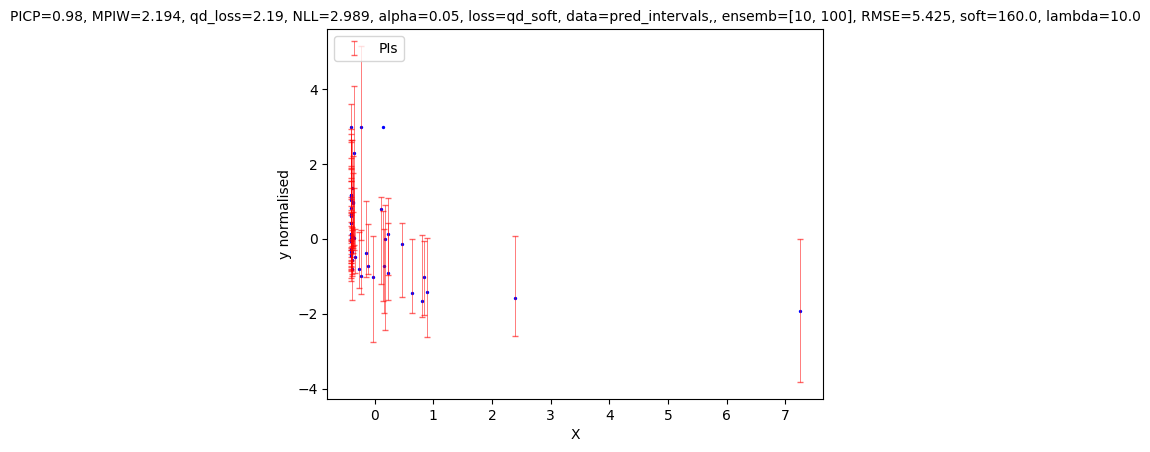 PICP=0.98, MPIW=2.194, qd_loss=2.19, NLL=2.989, alpha=0.05, loss=qd_soft, data=pred_intervals,, ensemb=[10, 100], RMSE=5.425, soft=160.0, lambda=10.0
PIs
4
2
0
−2
−4
y normalised
0 1 2 3 4 5 6 7
X